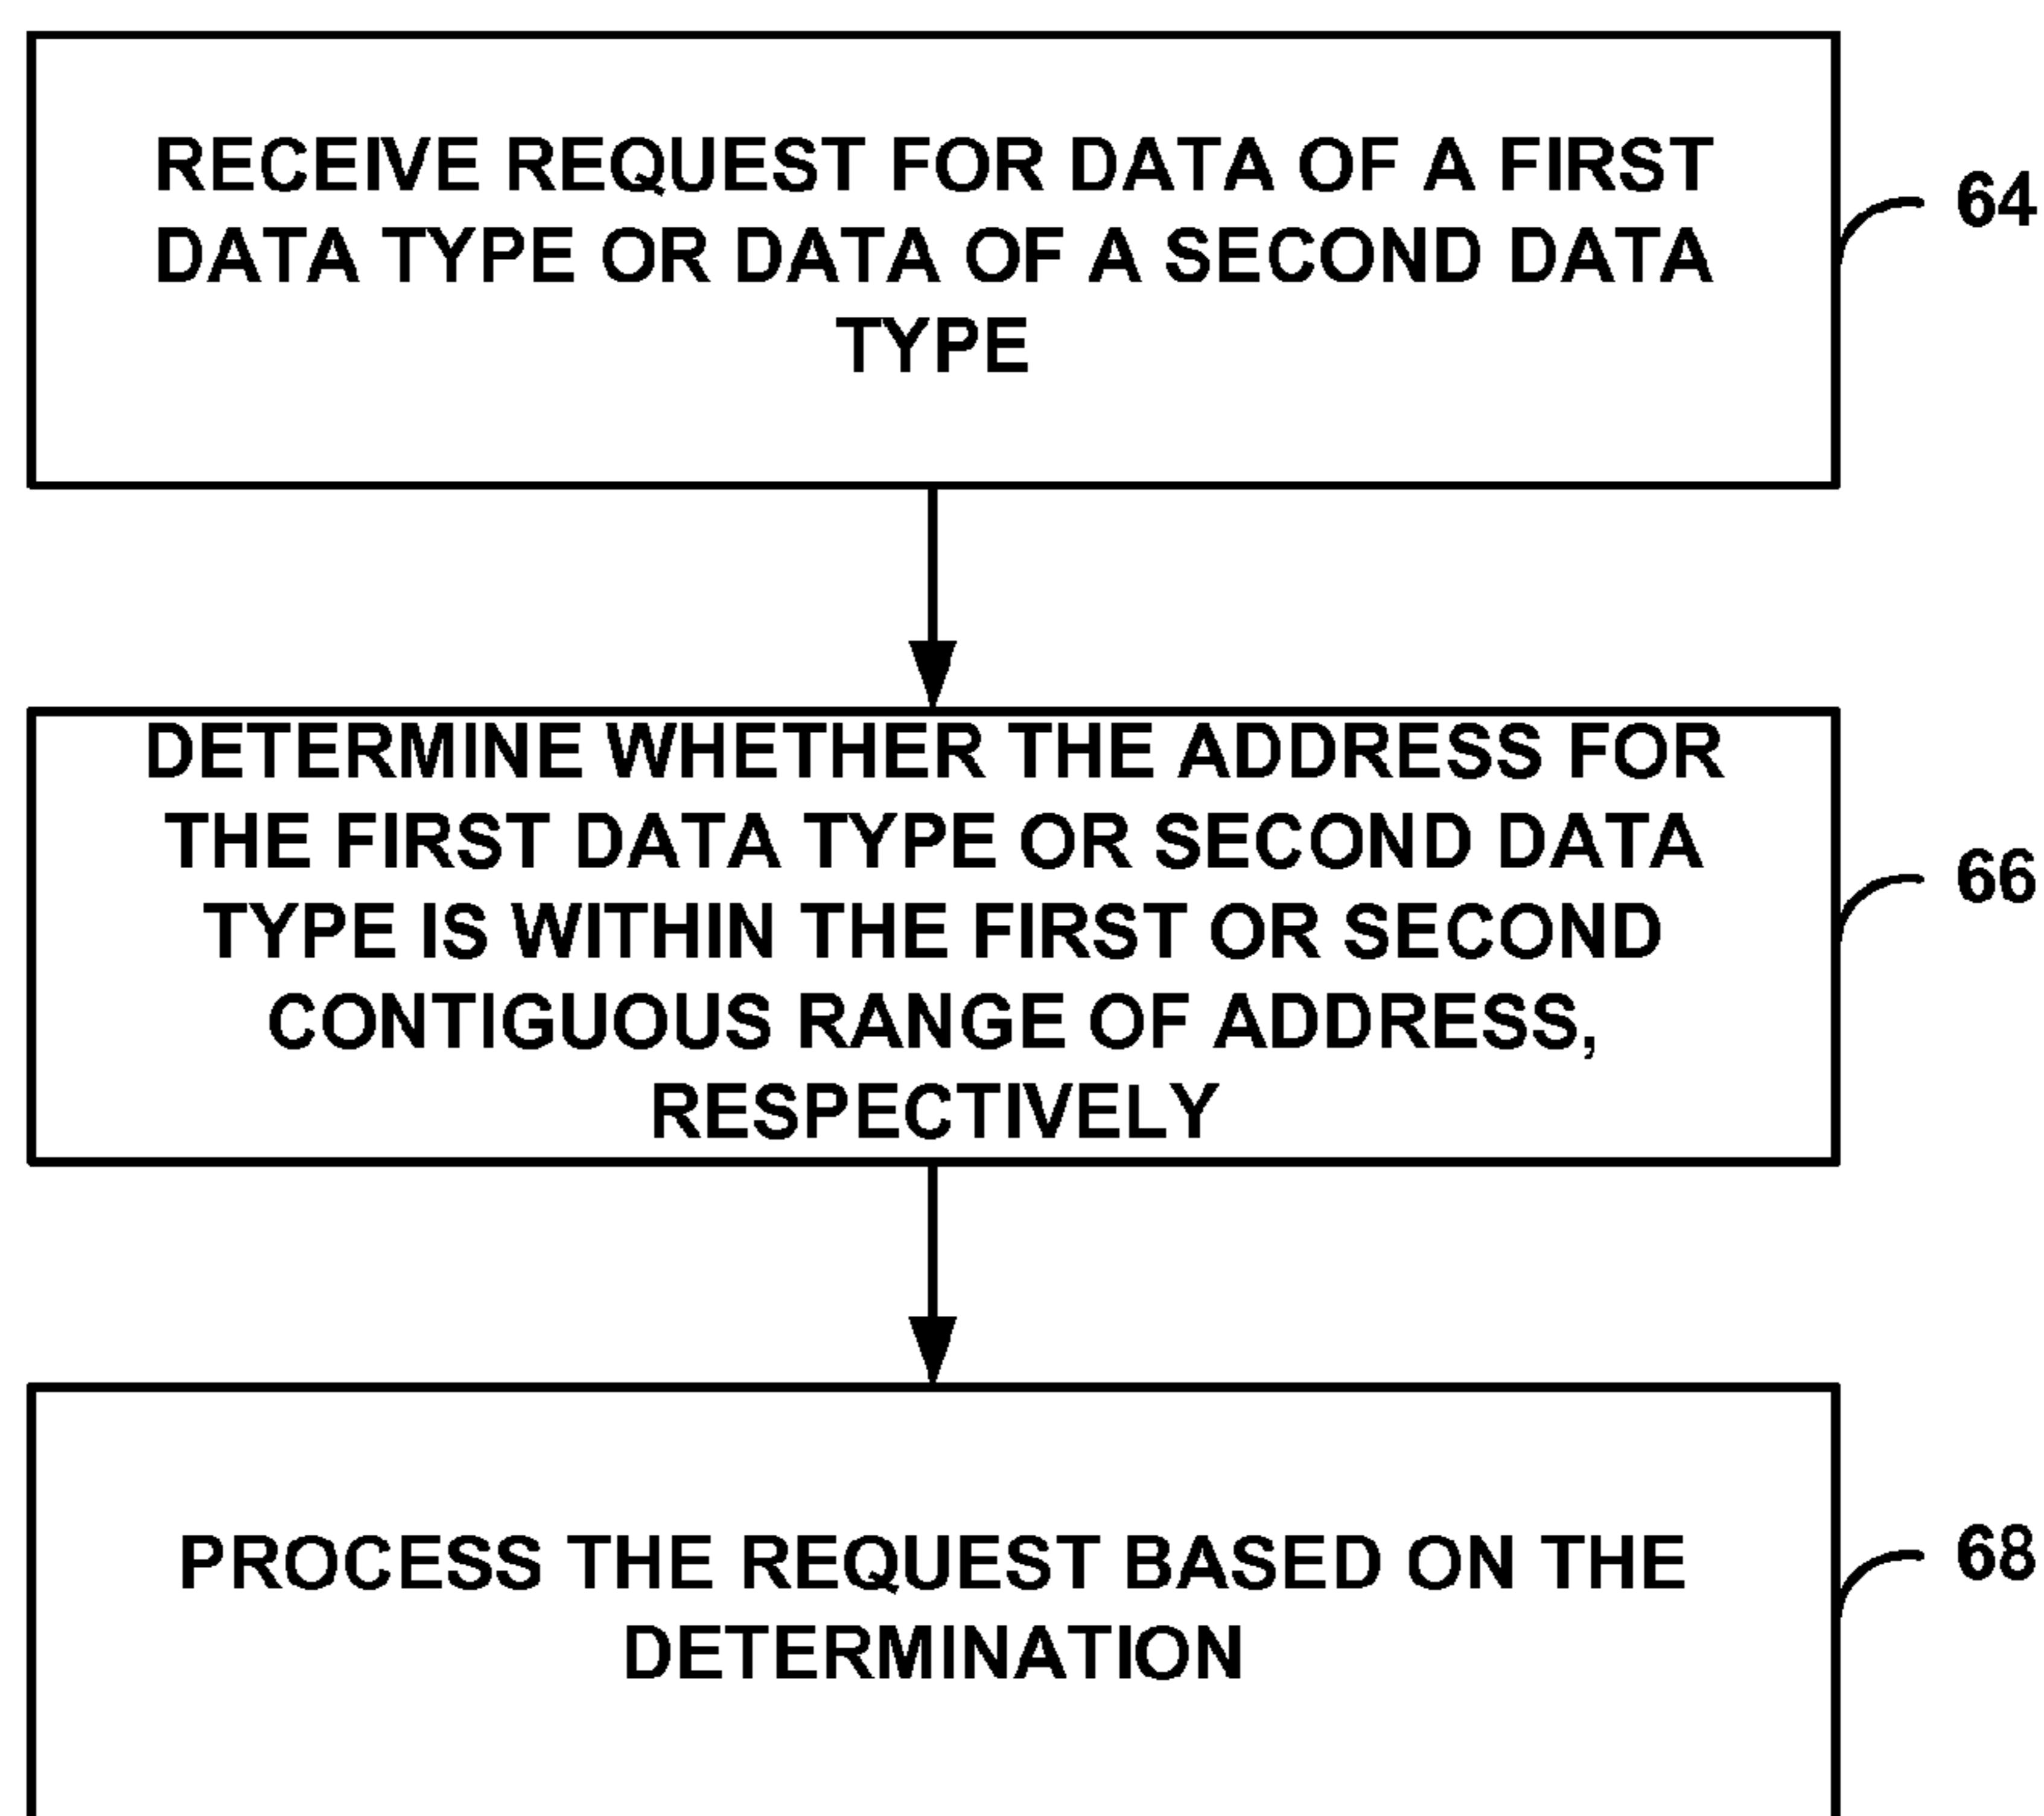 RECEIVE REQUEST FOR DATA OF A FIRST
DATA TYPE OR DATA OF A SECOND DATA
TYPE
64
DETERMINE WHETHER THE ADDRESS FOR
THE FIRST DATA TYPE OR SECOND DATA
TYPE IS WITHIN THE FIRST OR SECOND
CONTIGUOUS RANGE OF ADDRESS,
RESPECTIVELY
66
PROCESS THE REQUEST BASED ON THE
DETERMINATION
68